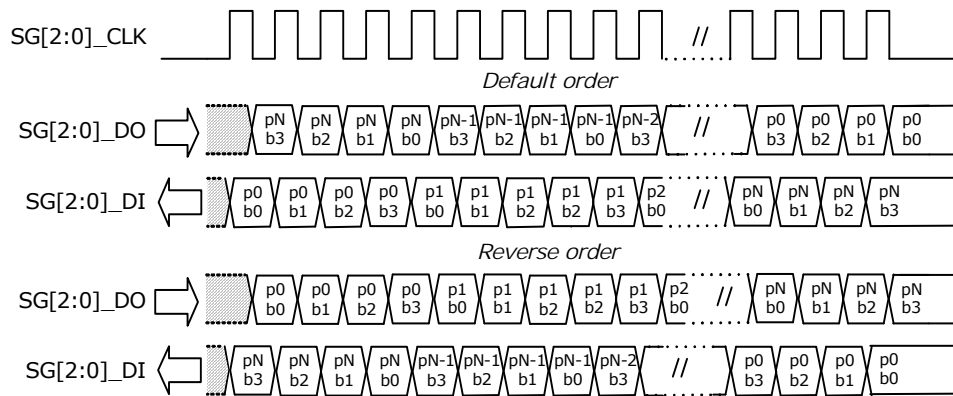 SG[2:0]_CLK //
Default order
SG[2:0]_DO
pN pN pN pN pN-1 pN-1 pN-1 pN-1 pN-2 // p0 p0 p0 p0
b3 b2 b1 b0 b3 b2 b1 b0 b3 b3 b2 b1 b0
SG[2:0]_DI
p0 p0 p0 p0 p1 p1 p1 p1 p1 p2 // pN pN pN pN
b0 b1 b2 b3 b0 b1 b2 b2 b3 b0 b0 b1 b2 b3
Reverse order
SG[2:0]_DO
p0 p0 p0 p0 p1 p1 p1 p1 p1 p2 // pN pN pN pN
b0 b1 b2 b3 b0 b1 b2 b2 b3 b0 b0 b1 b2 b3
SG[2:0]_DI
pN pN pN pN pN-1 pN-1 pN-1 pN-1 pN-2 // p0 p0 p0 p0
b3 b2 b1 b0 b3 b2 b1 b0 b3 b3 b2 b1 b0